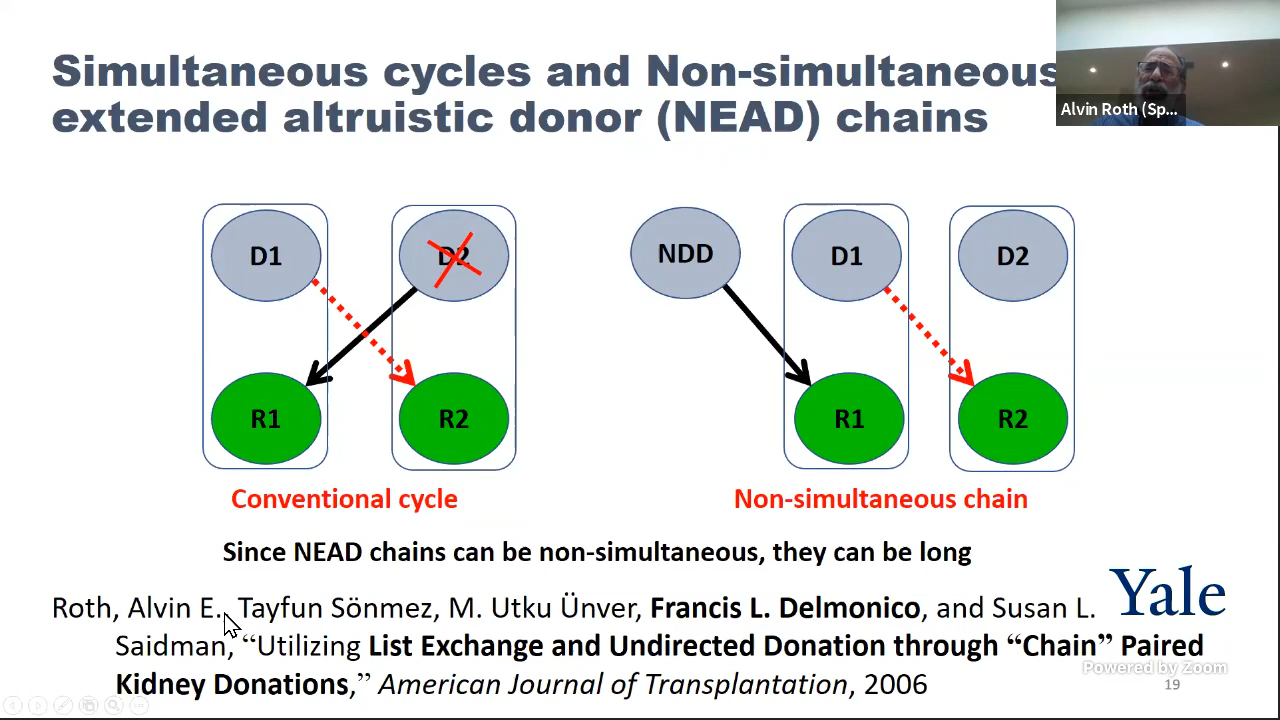 Simultaneous cycles and Non-simultaneous
extended altruistic donor (NEAD) chains
Alvin Roth (Sp...
D1
D2
NDD
D1
D2
R1
R2
R1
R2
Conventional cycle
Non-simultaneous chain
Since NEAD chains can be non-simultaneous, they can be long
Yale
Roth, Alvin E., Tayfun Sönmez, M. Utku Ünver, Francis L. Delmonico, and Susan L.
Saidman, “Utilizing List Exchange and Undirected Donation through “Chain” Paired
Kidney Donations,” American Journal of Transplantation, 2006
Powered by Zoom
19